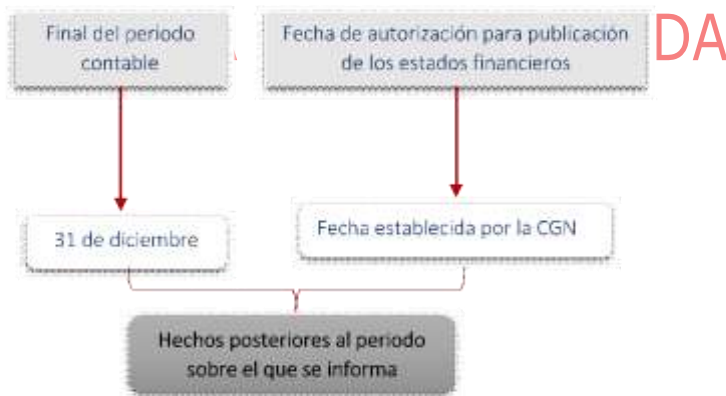 Final del periodo
contable
Fecha de autorización para publicación
de los estados financieros
DA
31 de diciembre
Fecha establecida por la CGN
Hechos posteriores al periodo
sobre el que se informa